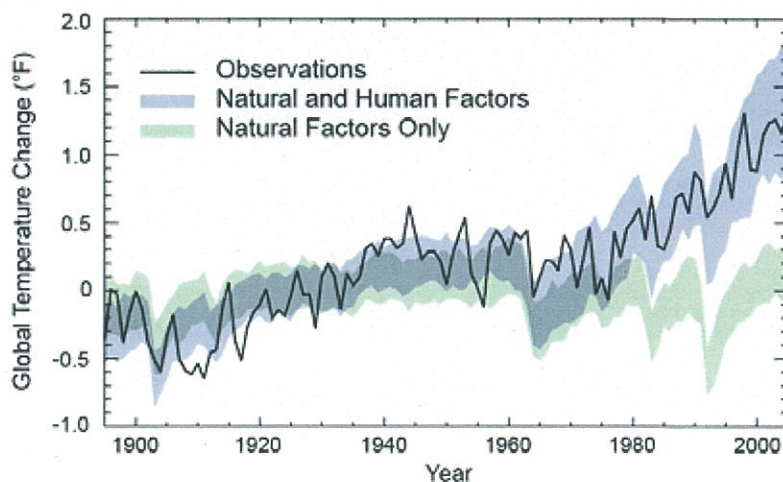 Global Temperature Change (°F)
2.0
1.5
1.0
0.5
0
-0.5
-1.0
Observations
Natural and Human Factors
Natural Factors Only
1900 1920 1940 1960 1980 2000
Year